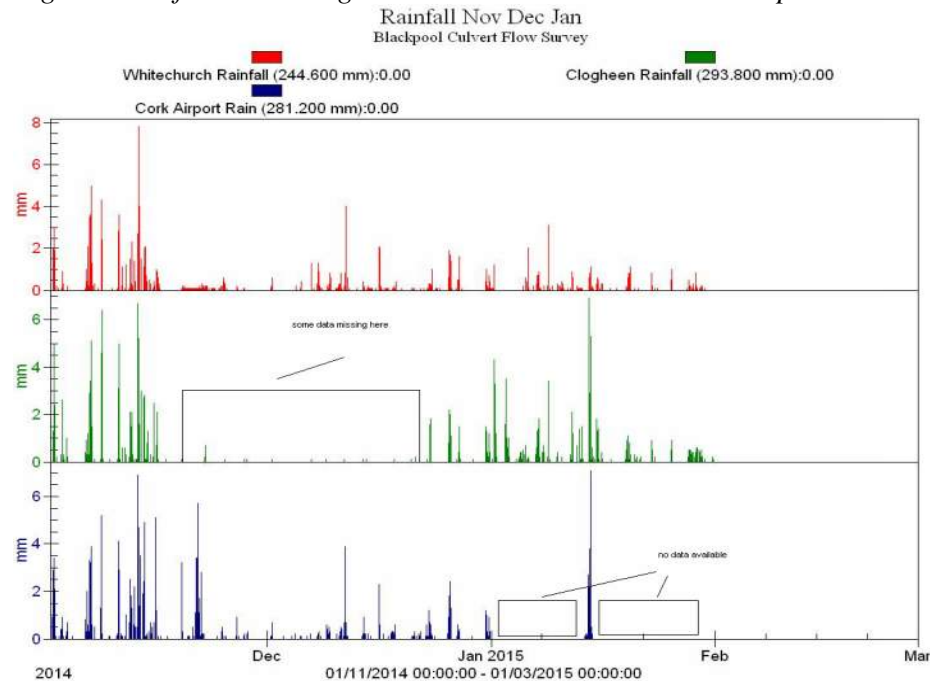 Rainfall Nov Dec Jan
Blackpool Culvert Flow Survey
Whitechurch Rainfall (244.600 mm):0.00
Clogheen Rainfall (293.800 mm):0.00
Cork Airport Rain (281.200 mm):0.00
8
6
4
2
0
mm
some data missing here
6
4
2
0
mm
no data available
6
4
2
0
mm
Dec
Jan 2015
Feb
Mar
2014
01/11/2014 00:00:00 - 01/03/2015 00:00:00